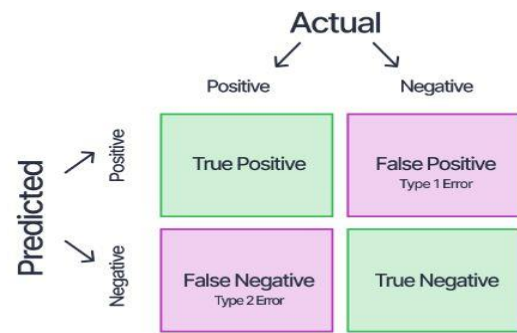 Actual
Positive
Negative
Predicted
Positive
True Positive
False Positive
Type 1 Error
Negative
False Negative
Type 2 Error
True Negative